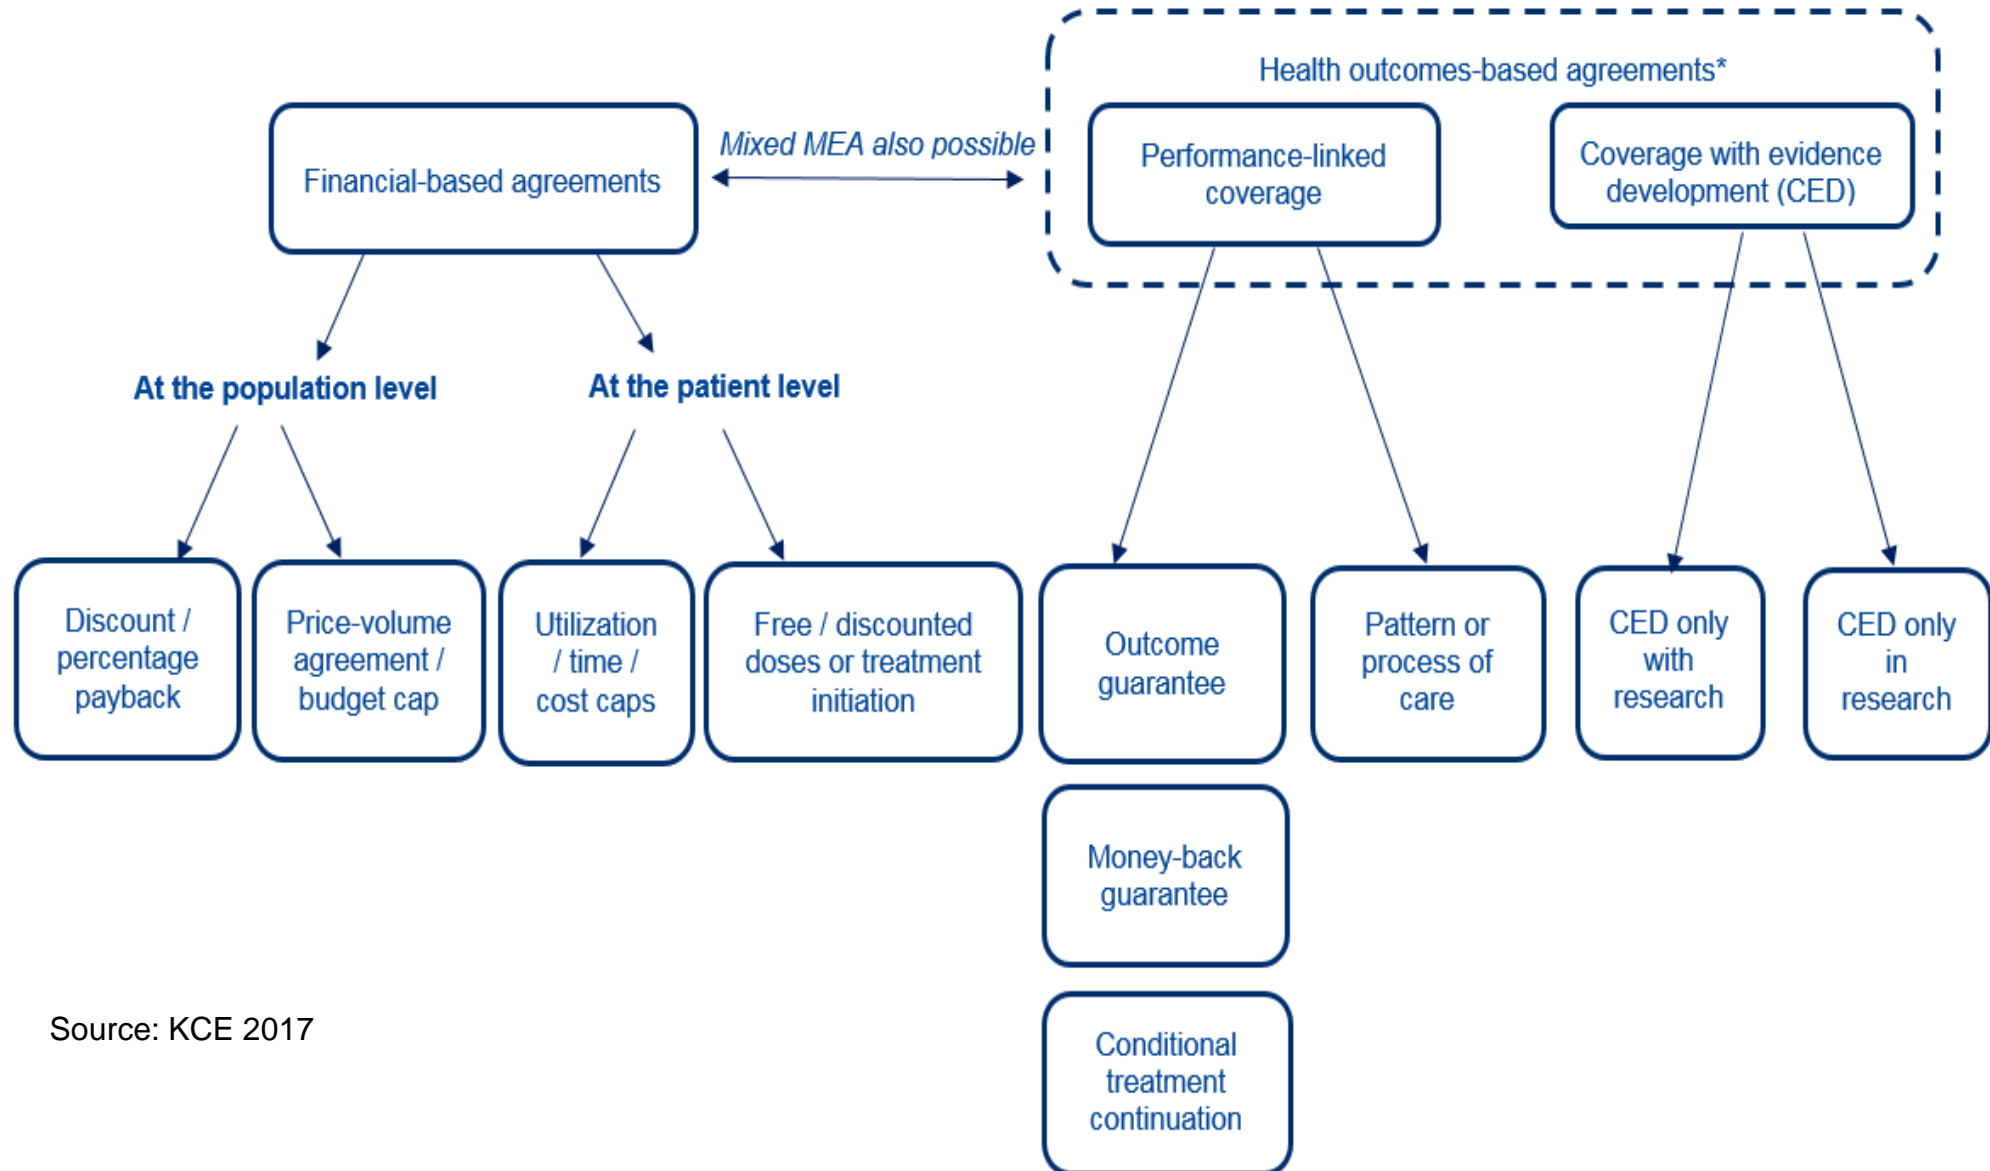 Health outcomes-based agreements*
Financial-based agreements
Mixed MEA also possible
Performance-linked
coverage
Coverage with evidence
development (CED)
At the population level
At the patient level
Discount /
percentage
payback
Price-volume
agreement /
budget cap
Utilization
/ time /
cost caps
Free / discounted
doses or treatment
initiation
Outcome
guarantee
Pattern or
process of
care
CED only
with
research
CED only
in
research
Money-back
guarantee
Conditional
treatment
continuation
Source: KCE 2017